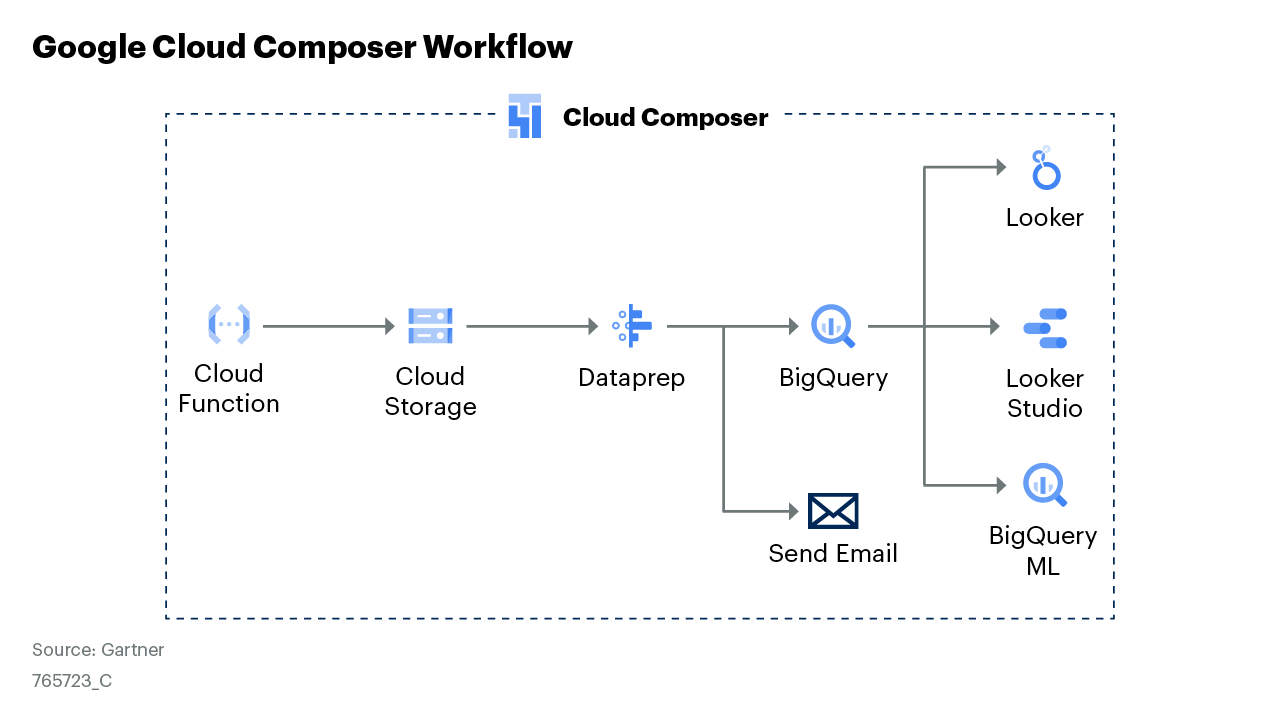 Google Cloud Composer Workflow
Cloud Composer
Looker
Cloud
Function
Cloud
Storage
Dataprep
BigQuery
Looker
Studio
Send Email
BigQuery
ML
Source: Gartner
765723_C